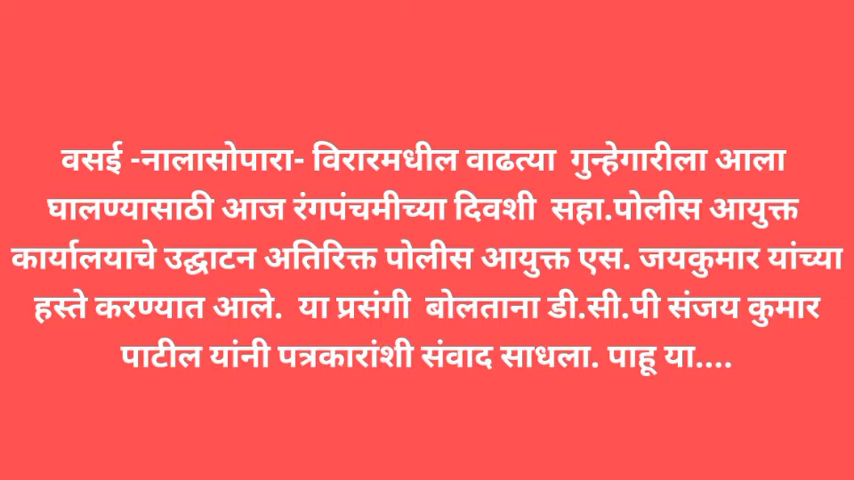 वसई -नालासोपारा- विरारमधील वाढत्या  गुन्हेगारीला आला
घालण्यासाठी आज रंगपंचमीच्या दिवशी  सहा.पोलीस आयुक्त
कार्यालयाचे उद्घाटन अतिरिक्त पोलीस आयुक्त एस. जयकुमार यांच्या
हस्ते करण्यात आले.  या प्रसंगी  बोलताना डी.सी.पी संजय कुमार
पाटील यांनी पत्रकारांशी संवाद साधला. पाहू या....